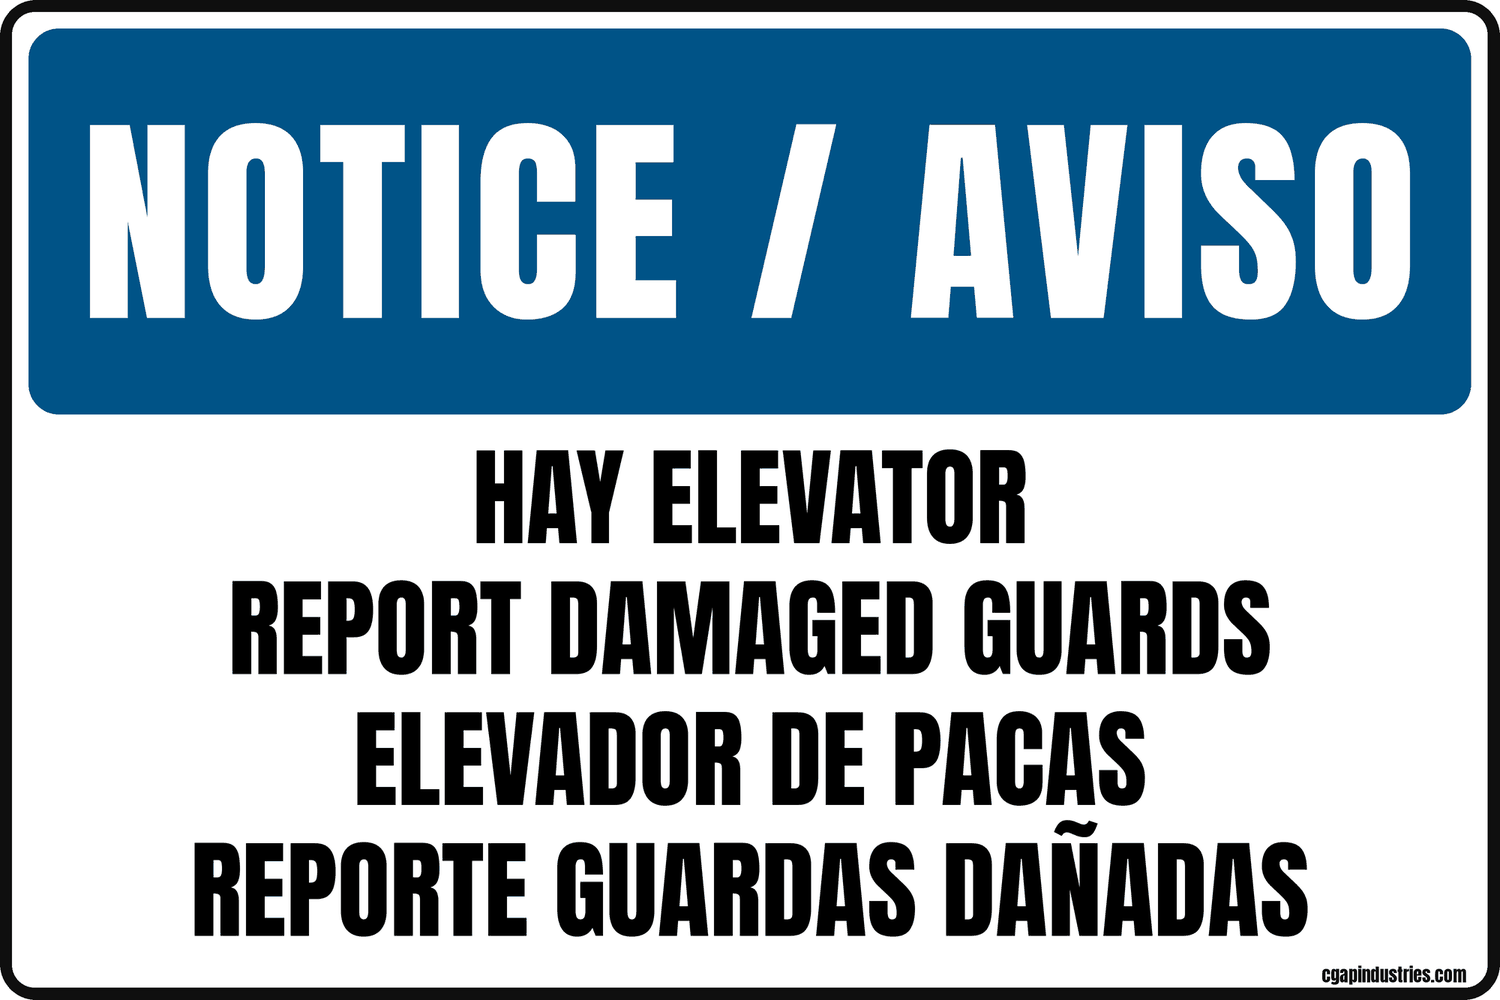 NOTICE / AVISO
HAY ELEVATOR
REPORT DAMAGED GUARDS
ELEVADOR DE PACAS
REPORTE GUARDAS DAÑADAS
cgapindustries.com